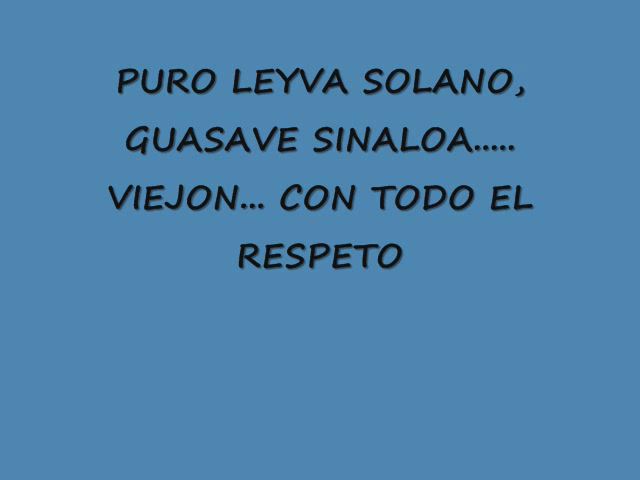 PURO LEYVA SOLANO,
GUASAVE SINALOA.....
VIEJON... CON TODO EL
RESPETO